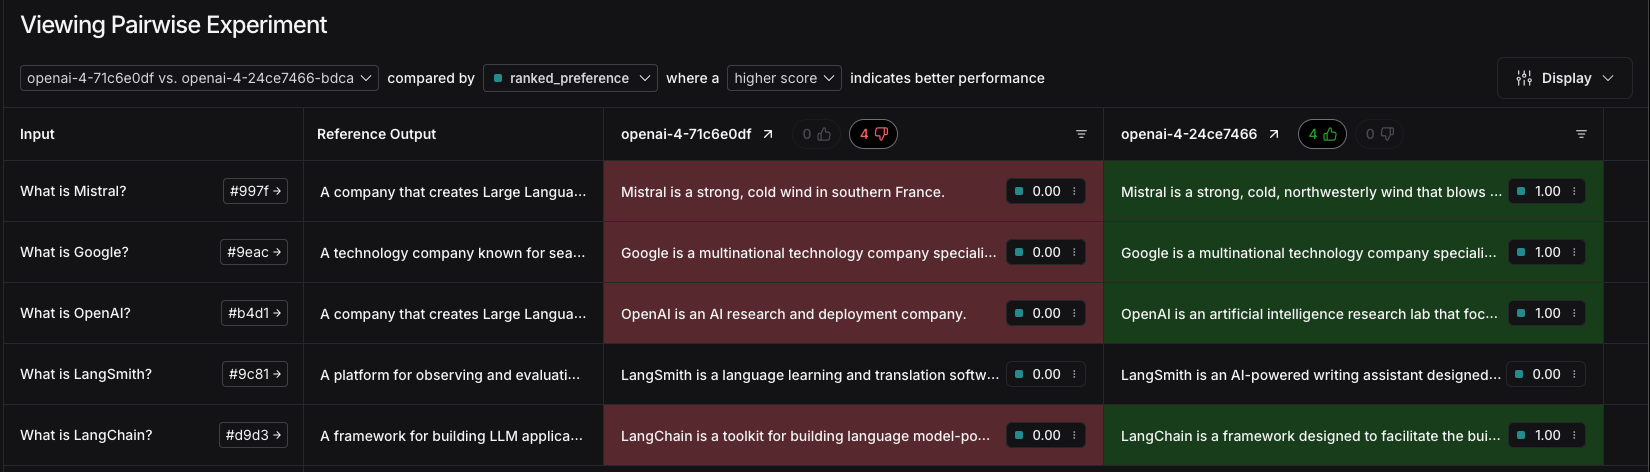 Viewing Pairwise Experiment
openai-4-71c6e0df vs. openai-4-24ce7466-bdca compared by ranked_preference where a higher score indicates better performance Display
Input Reference Output openai-4-71c6e0df 0 4 openai-4-24ce7466 4 0
What is Mistral? #997f → A company that creates Large Langua... Mistral is a strong, cold wind in southern France. 0.00 Mistral is a strong, cold, northwesterly wind that blows ... 1.00
What is Google? #9eac → A technology company known for sea... Google is a multinational technology company speciali... 0.00 Google is a multinational technology company speciali... 1.00
What is OpenAI? #b4d1 → A company that creates Large Langua... OpenAI is an AI research and deployment company. 0.00 OpenAI is an artificial intelligence research lab that foc... 1.00
What is LangSmith? #9c81 → A platform for observing and evaluati... LangSmith is a language learning and translation softw... 0.00 LangSmith is an AI-powered writing assistant designed... 0.00
What is LangChain? #d9d3 → A framework for building LLM applica... LangChain is a toolkit for building language model-po... 0.00 LangChain is a framework designed to facilitate the bui... 1.00